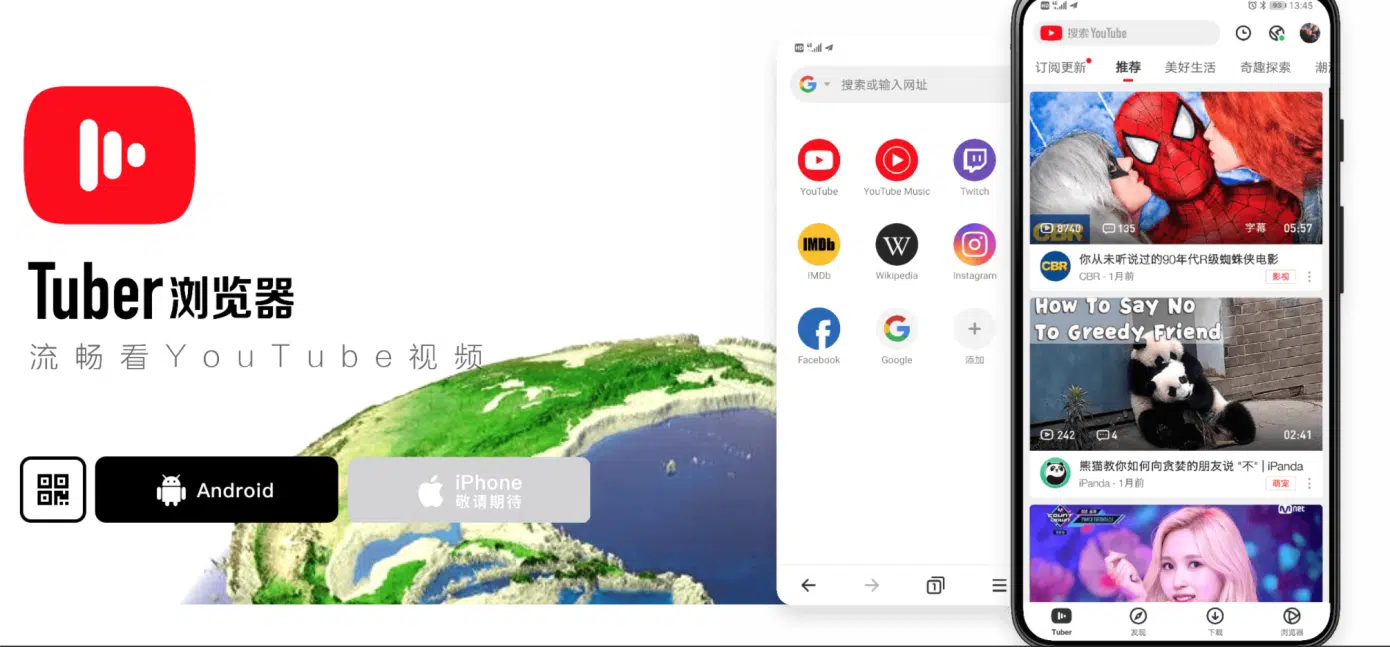 Tuber浏览器
流畅看YouTube视频
Android
iPhone
敬请期待
搜索或输入网址
YouTube
YouTube Music
Twitch
IMDb
IMDb
W
Wikipedia
Instagram
Facebook
Google
添加
1
13:45
搜索YouTube
订阅更新
推荐
美好生活
奇趣探索
CBR
8740
135
字幕
05:57
CBR
你从未听说过的90年代R级蜘蛛侠电影
CBR · 1月前
影视
How To Say No
To Greedy Friend
242
4
02:41
熊猫教你如何向贪婪的朋友说 "不" | iPanda
iPanda · 1月前
萌宠
COUNT
Mnet
Tuber
发现
下载
浏览器